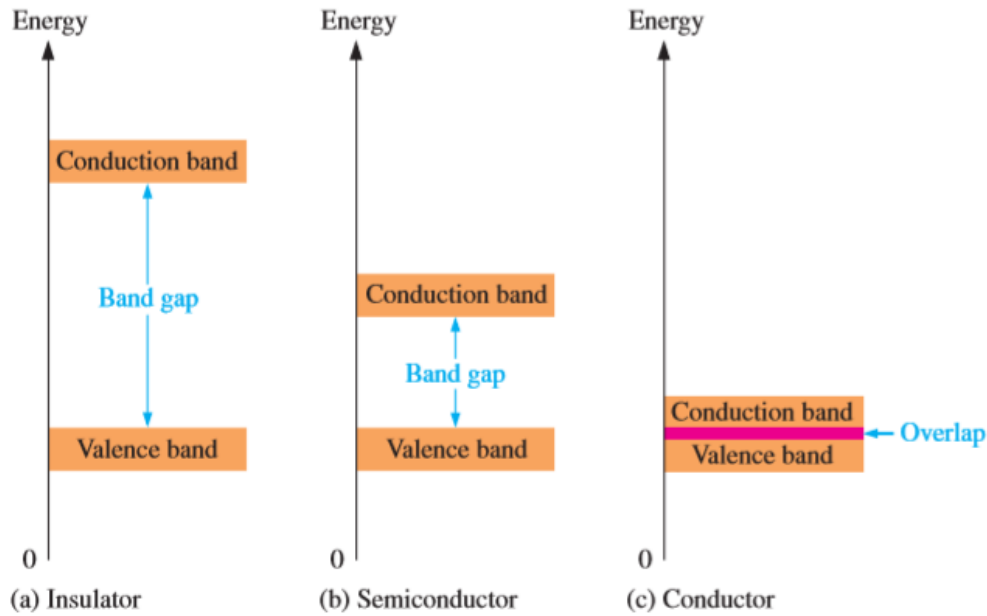 Energy
Conduction band
Band gap
Valence band
0
(a) Insulator
Energy
Conduction band
Band gap
Valence band
0
(b) Semiconductor
Energy
Conduction band
Overlap
Valence band
0
(c) Conductor